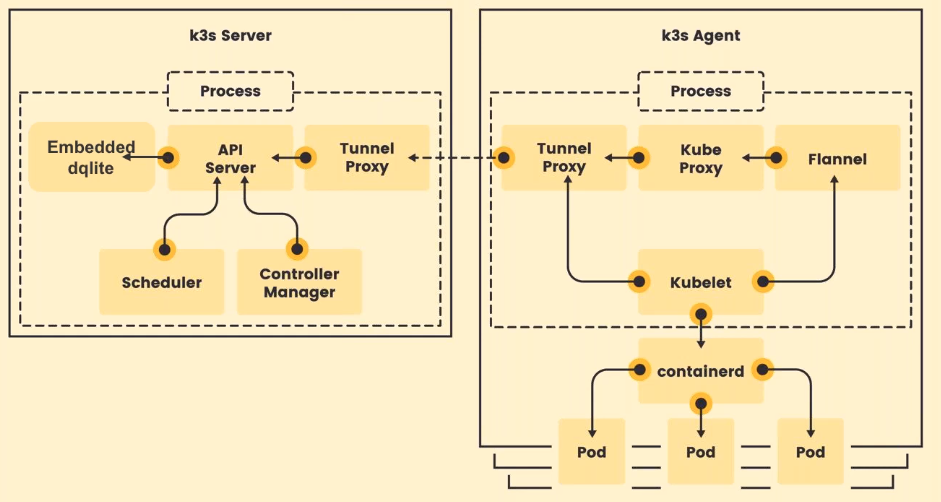 k3s Server
k3s Agent
Process
Process
Embedded
dqlite
API
Server
Tunnel
Proxy
Tunnel
Proxy
Kube
Proxy
Flannel
Scheduler
Controller
Manager
Kubelet
containerd
Pod
Pod
Pod